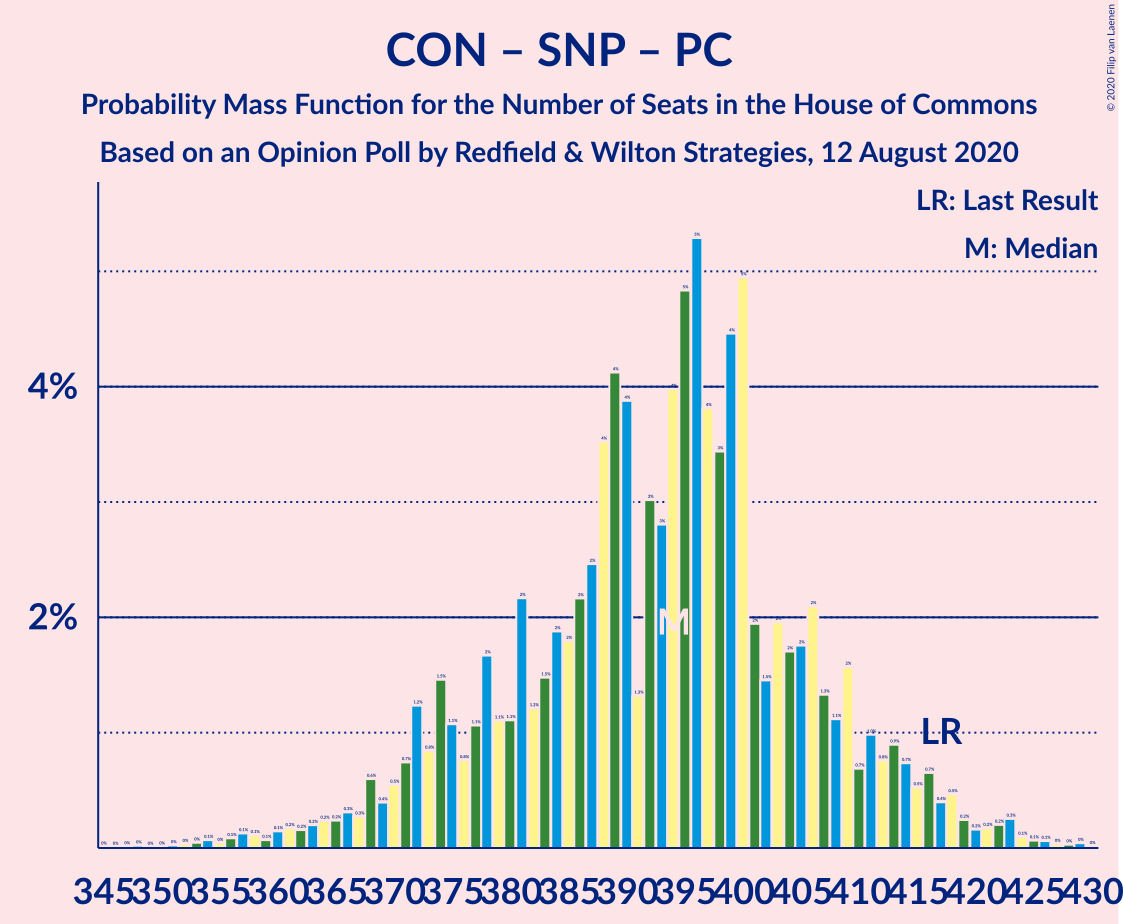 CON – SNP – PC
Probability Mass Function for the Number of Seats in the House of Commons
Based on an Opinion Poll by Redfield & Wilton Strategies, 12 August 2020
© 2020 Filip van Laenen
LR: Last Result
M: Median
4%
2%
M
LR
345 350 355 360 365 370 375 380 385 390 395 400 405 410 415 420 425 430